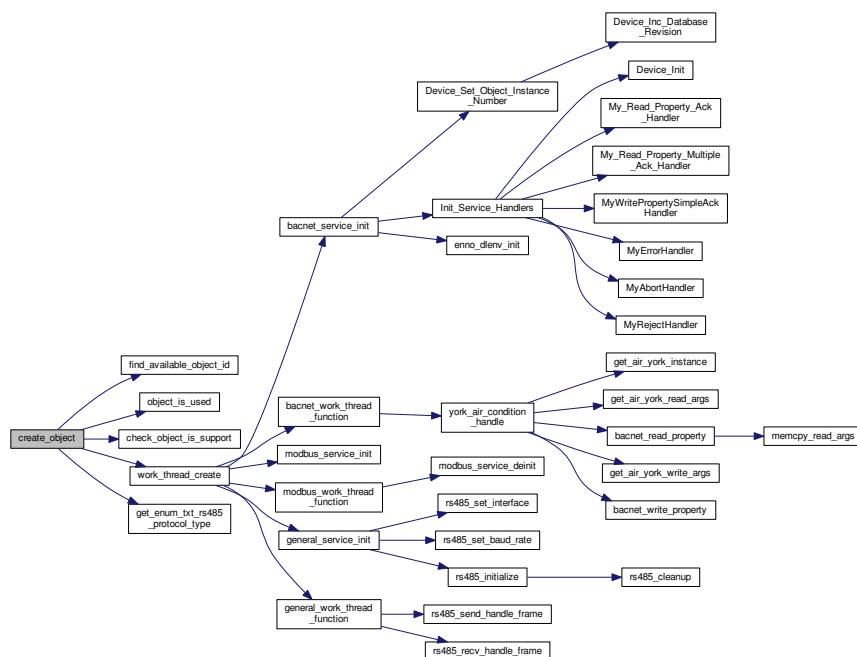 Device_Inc_Database
_Revision
Device_Set_Object_Instance
_Number
Device_Init
My_Read_Property_Ack
_Handler
My_Read_Property_Multiple
_Ack_Handler
MyWritePropertySimpleAck
Handler
Init_Service_Handlers
bacnet_service_init
enno_dlenv_init
MyErrorHandler
MyAbortHandler
MyRejectHandler
find_available_object_id
object_is_used
create_object
check_object_is_support
work_thread_create
get_enum_txt_rs485
_protocol_type
bacnet_work_thread
_function
york_air_condition
_handle
get_air_york_instance
get_air_york_read_args
bacnet_read_property
memcpy_read_args
get_air_york_write_args
bacnet_write_property
modbus_service_init
modbus_work_thread
_function
modbus_service_deinit
general_service_init
rs485_set_interface
rs485_set_baud_rate
rs485_initialize
rs485_cleanup
general_work_thread
_function
rs485_send_handle_frame
rs485_recv_handle_frame